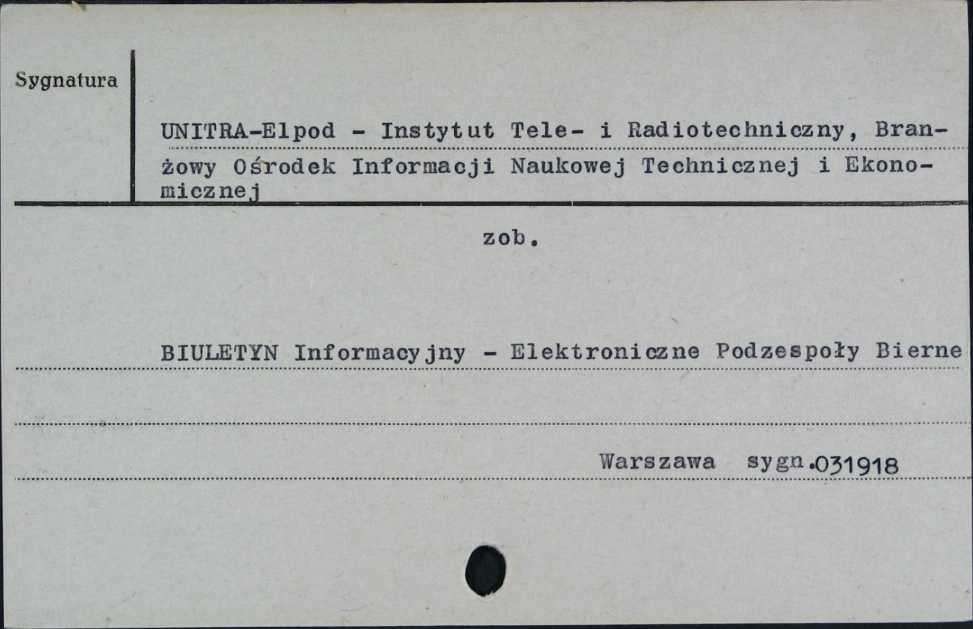 Sygnatura
UNITRA-Elpod - Instytut Tele- i Radiotechniczny, Bran-
żowy Ośrodek Informacji Naukowej Technicznej i Ekono-
micznej
zob.
BIULETYN Informacyjny - Elektroniczne Podzespoły Bierne
Warszawa sygn.031918